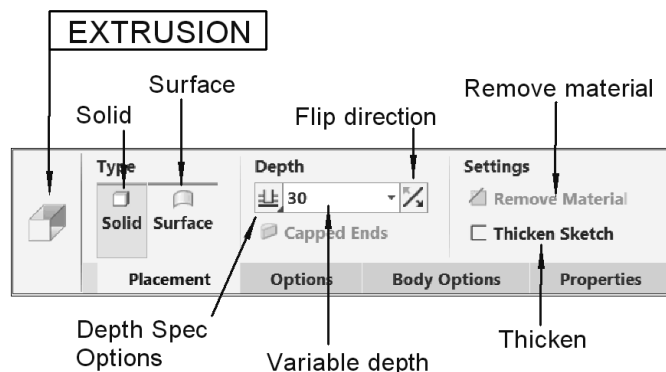 EXTRUSION
Surface
Remove material
Solid
Flip direction
Type
Depth
Settings
30
Remove Material
Solid Surface
Capped Ends
Thicken Sketch
Placement Options Body Options Properties
Depth Spec
Options
Variable depth
Thicken